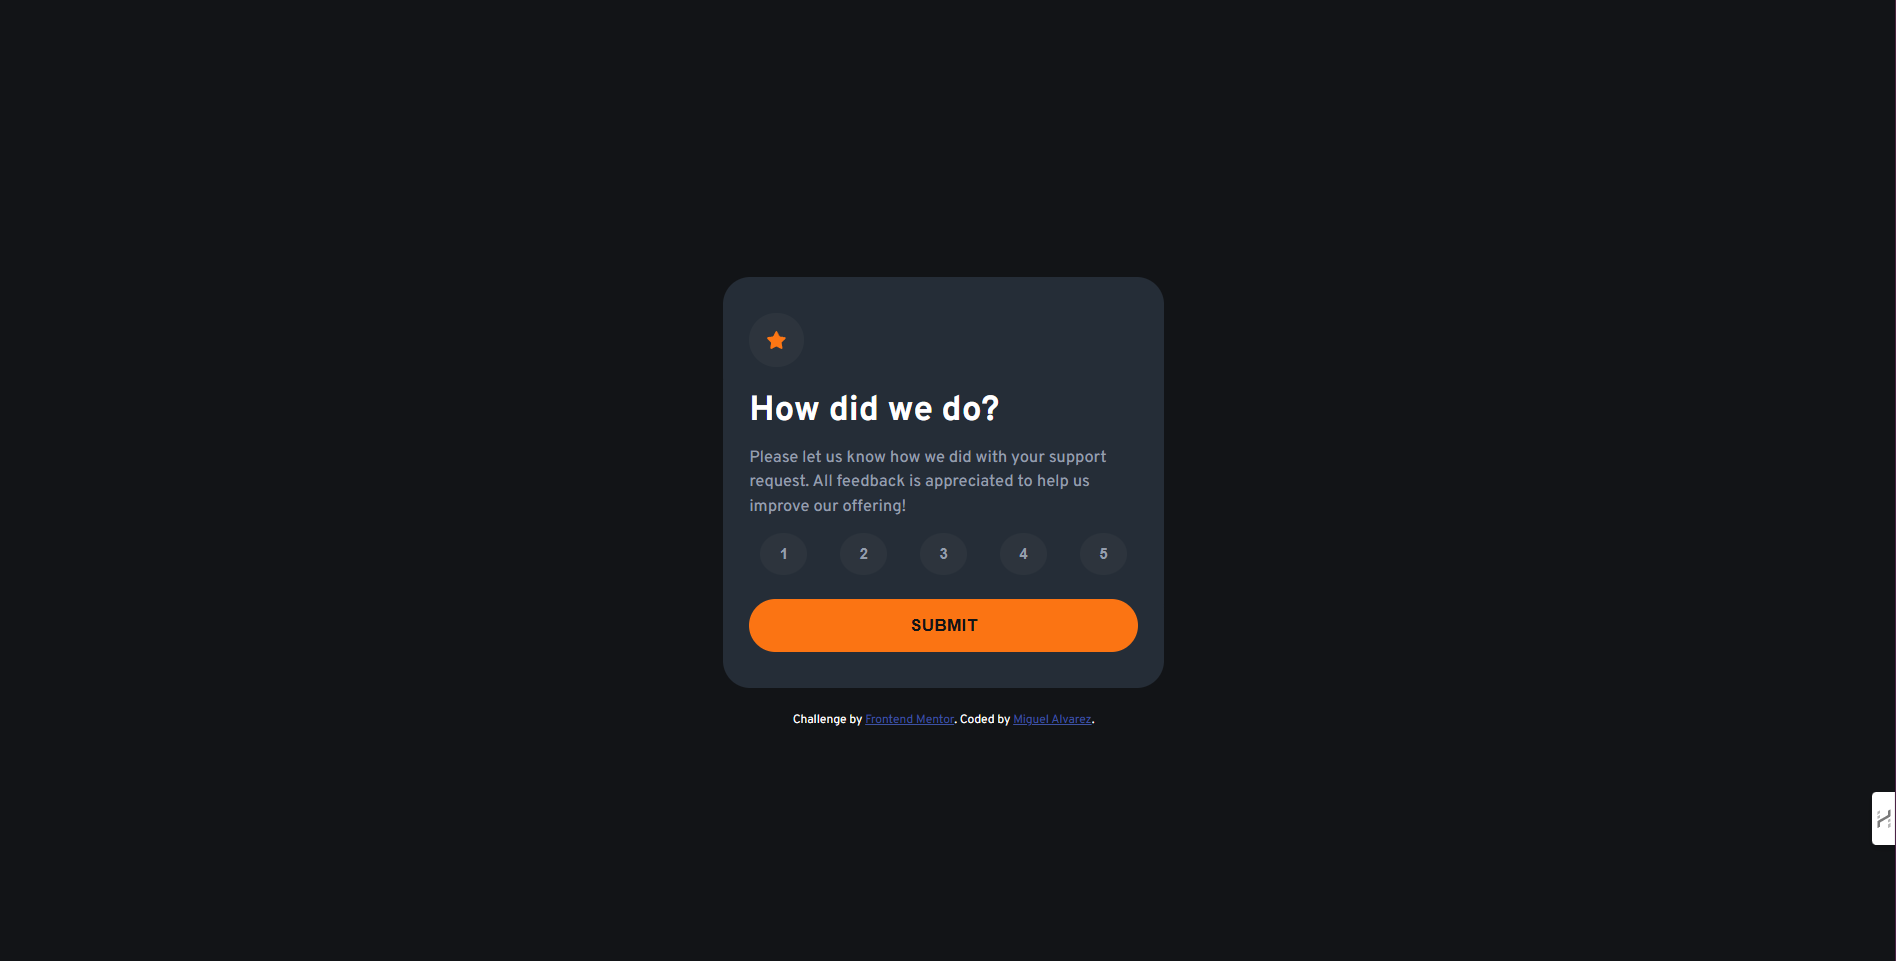 How did we do?
Please let us know how we did with your support
request. All feedback is appreciated to help us
improve our offering!
1 2 3 4 5
SUBMIT
Challenge by Frontend Mentor. Coded by Miguel Alvarez.